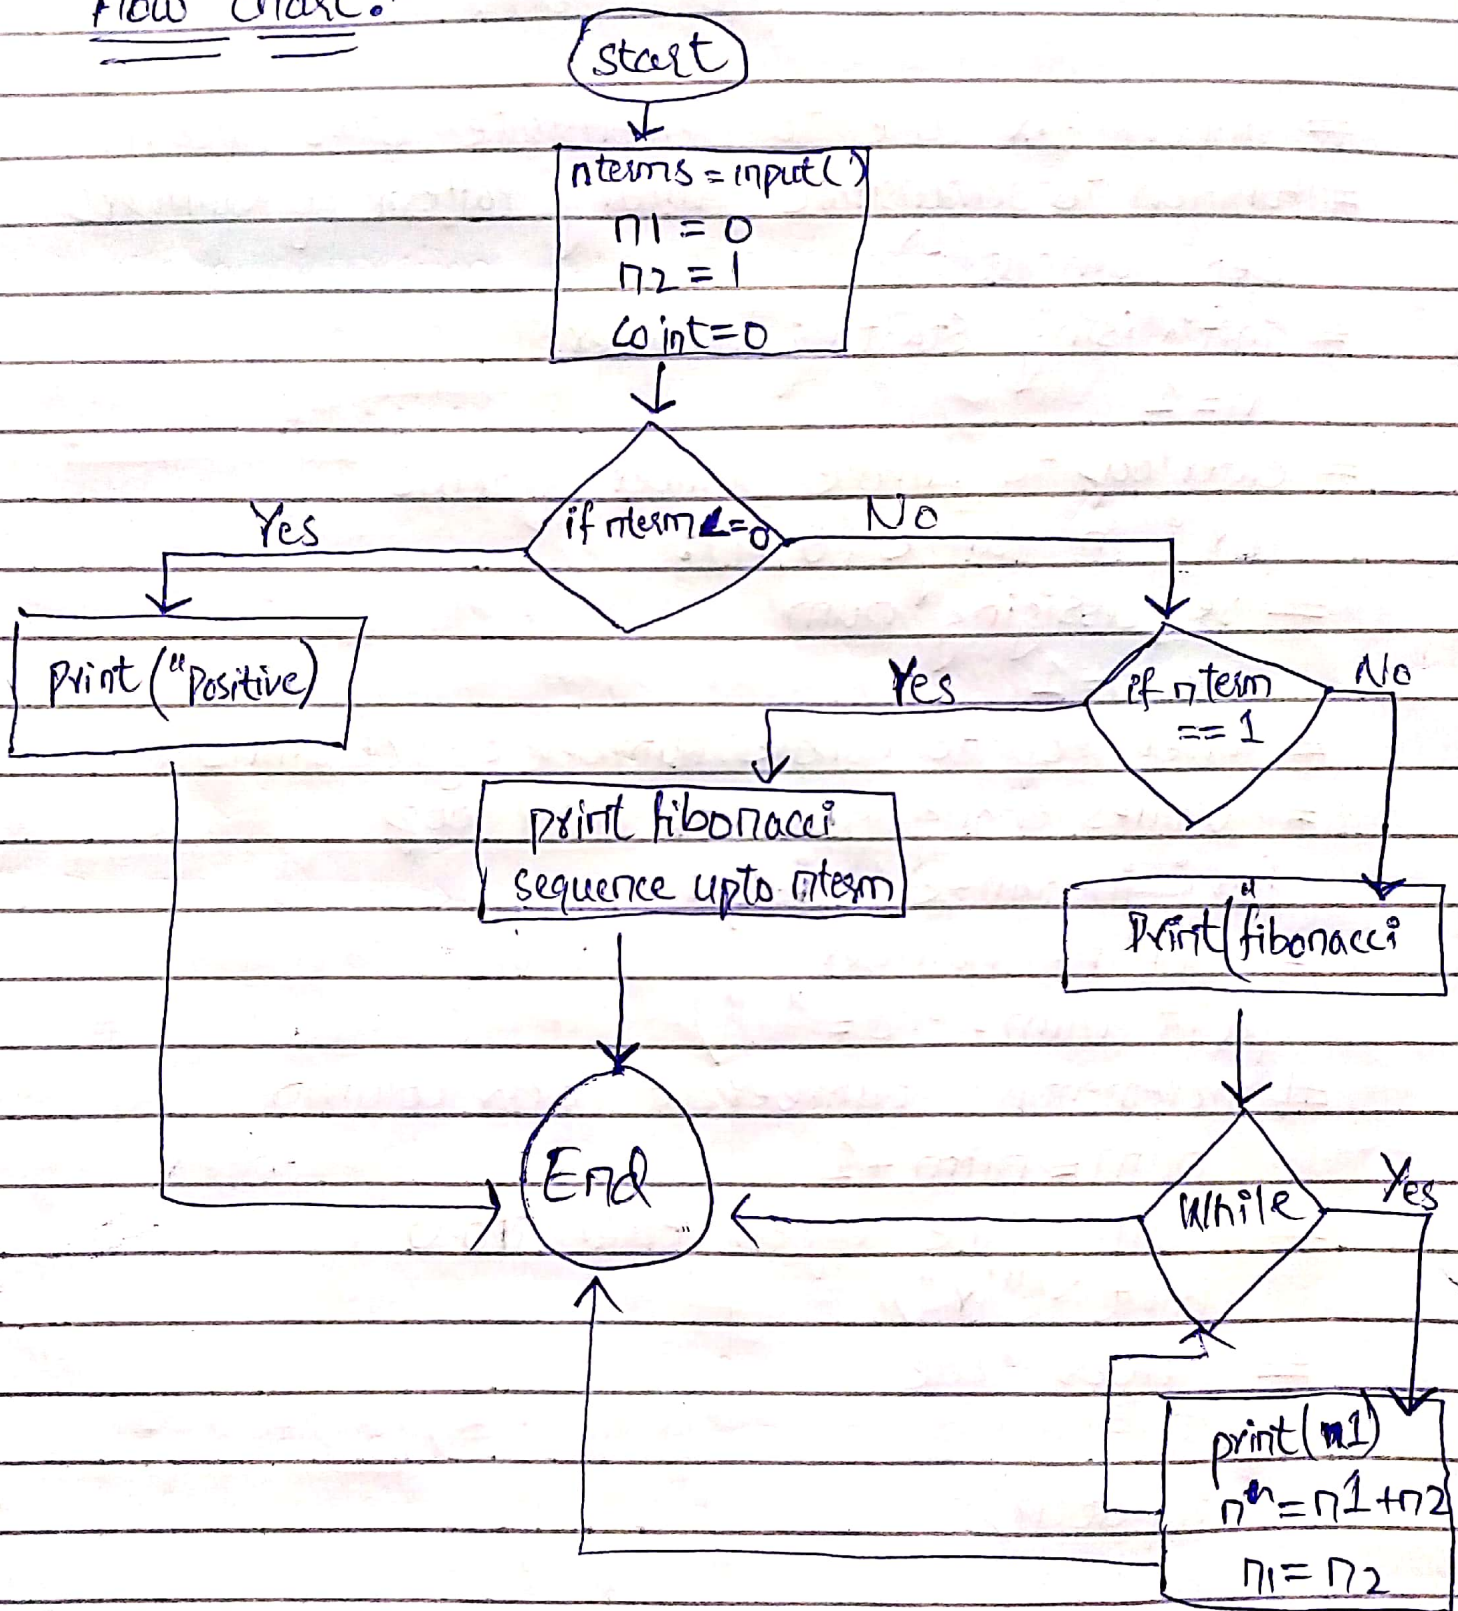 Flow Chart:
start
nterms = input()
n1 = 0
n2 = 1
Coint=0
if nterm <=0
Yes
No
print ("Positive)
if nterm
== 1
Yes
No
print fibonacci
sequence upto nterm
Print("fibonacci
End
While
Yes
print(n1)
nn = n1+n2
n1 = n2